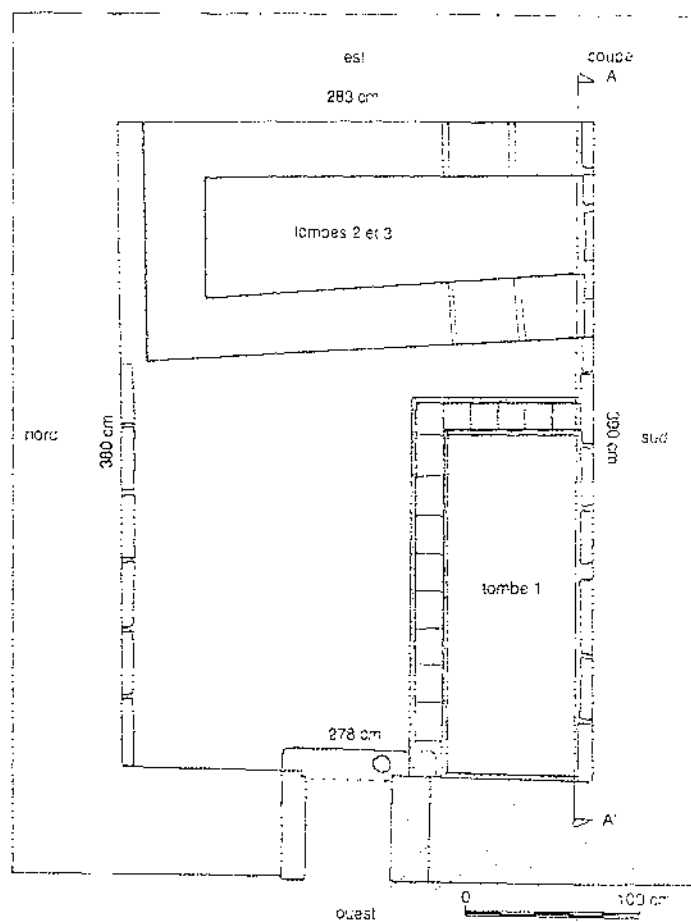 est
coupe
A
283 cm
tombes 2 et 3
nord
380 cm
390 cm
sud
tombe 1
278 cm
A'
0
100 cm
ouest